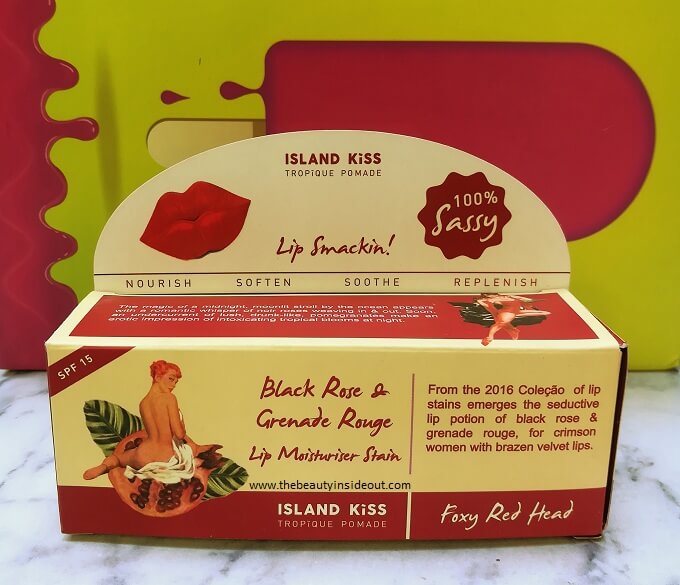 ISLAND KiSS
TROPiQUE POMADE
100%
Sassy
Lip Smackin!
NOURISH SOFTEN SOOTHE REPLENISH
The magic of a midnight, moonlit stroll by the ocean appears
with a romantic whisper of noir roses weaving in & out. Soon,
an undercurrent of lush, drunk-like, pomegranates make an
erotic impression of intoxicating tropical blooms at night.
SPF 15
Black Rose &
Grenade Rouge
Lip Moisturiser Stain
From the 2016 Coleção of lip
stains emerges the seductive
lip potion of black rose &
grenade rouge, for crimson
women with brazen velvet lips.
www.thebeautyinsideout.com
ISLAND KiSS
TROPiQUE POMADE
Foxy Red Head